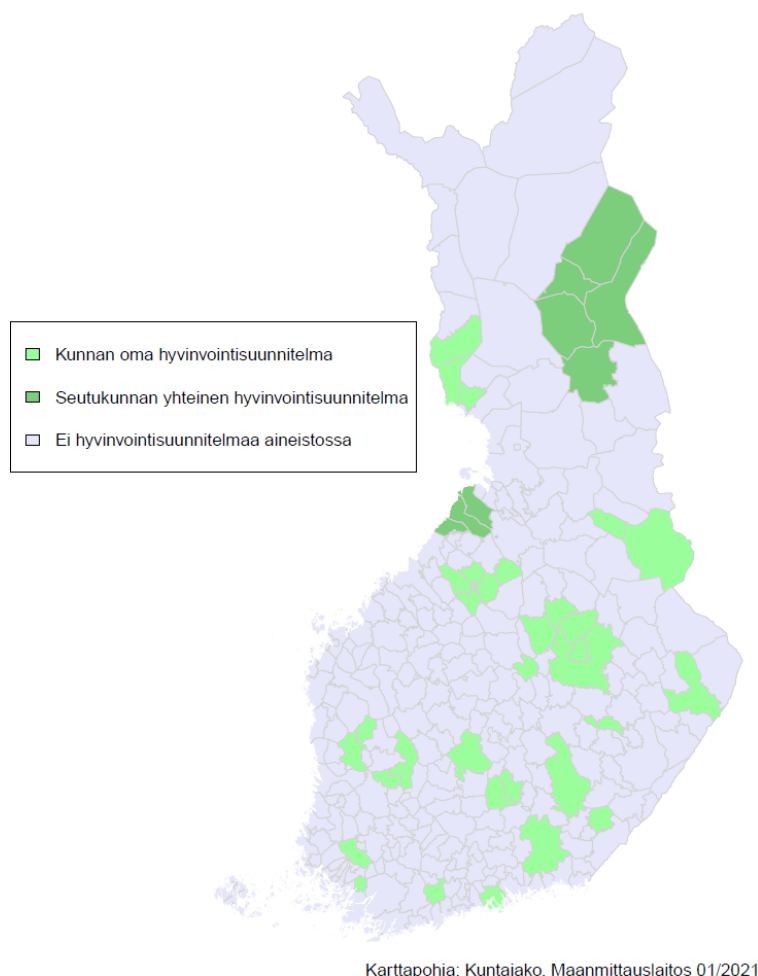 Kunnan oma hyvinvointisuunnitelma
Seutukunnan yhteinen hyvinvointisuunnitelma
Ei hyvinvointisuunnitelmaa aineistossa
Karttapohja: Kuntajako, Maanmittauslaitos 01/2021